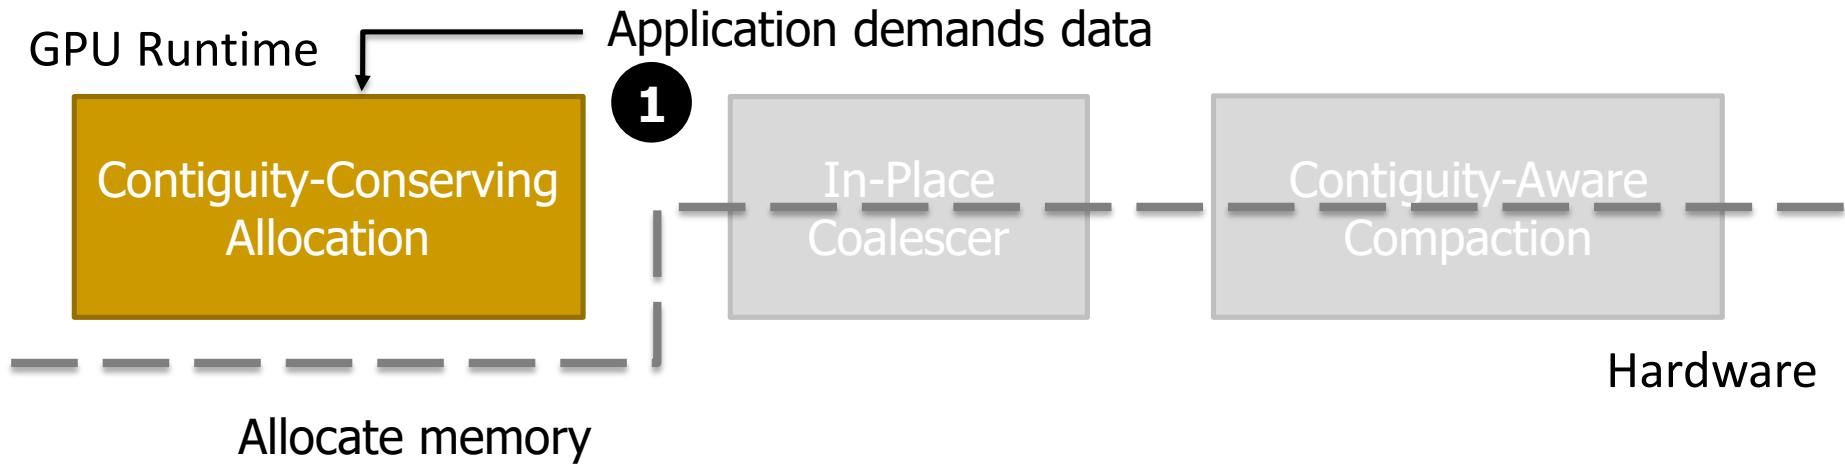 GPU Runtime
Application demands data
1
Contiguity-Conserving
Allocation
In-Place
Coalescer
Contiguity-Aware
Compaction
Hardware
Allocate memory